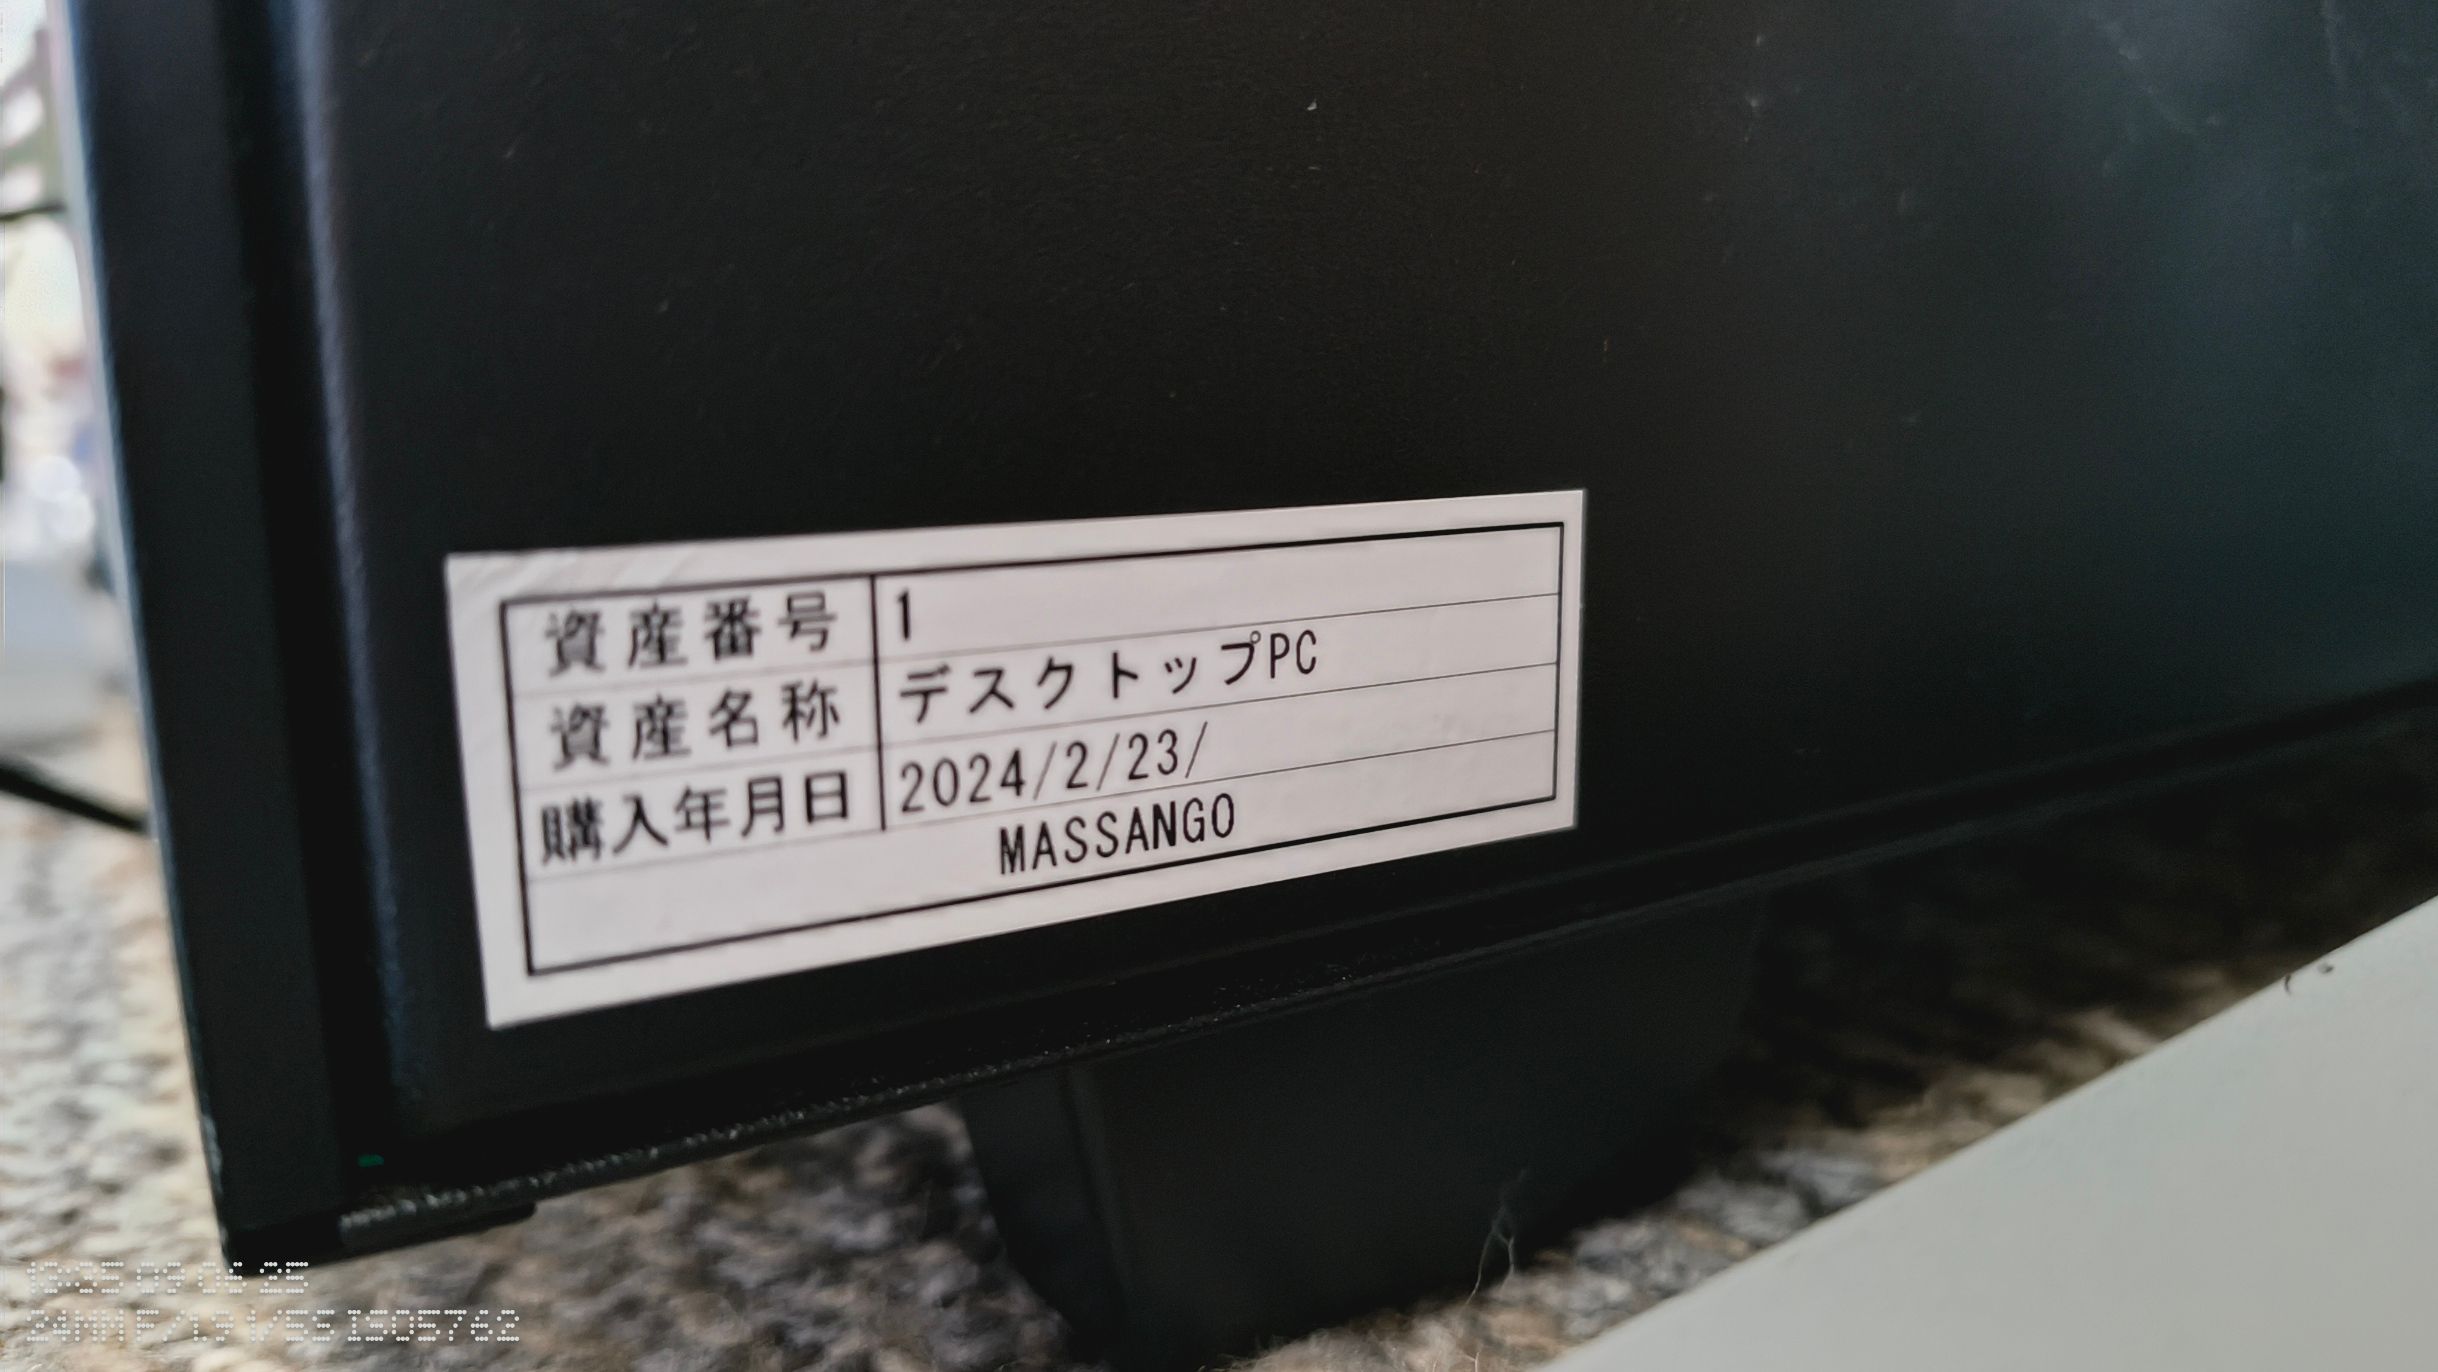 資産番号 1
資産名称 デスクトップPC
購入年月日 2024/2/23/
MASSANGO